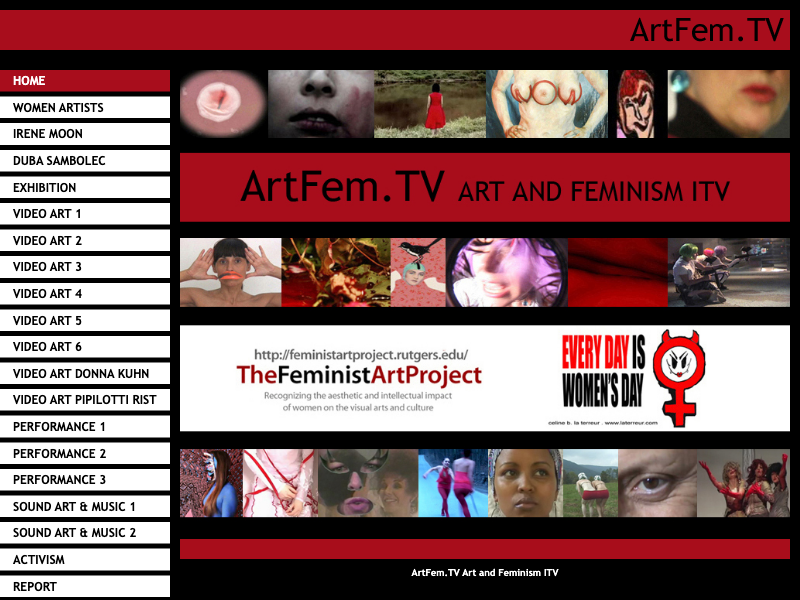 ArtFem.TV
HOME
WOMEN ARTISTS
IRENE MOON
DUBA SAMBOLEC
EXHIBITION
VIDEO ART 1
VIDEO ART 2
VIDEO ART 3
VIDEO ART 4
VIDEO ART 5
VIDEO ART 6
VIDEO ART DONNA KUHN
VIDEO ART PIPILOTTI RIST
PERFORMANCE 1
PERFORMANCE 2
PERFORMANCE 3
SOUND ART & MUSIC 1
SOUND ART & MUSIC 2
ACTIVISM
REPORT
WOW
ArtFem.TV ART AND FEMINISM ITV
http://feministartproject.rutgers.edu/
TheFeministArtProject
Recognizing the aesthetic and intellectual impact
of women on the visual arts and culture
EVERY DAY IS
WOMEN'S DAY
celine b. la terreur . www.laterreur.com
ArtFem.TV Art and Feminism ITV